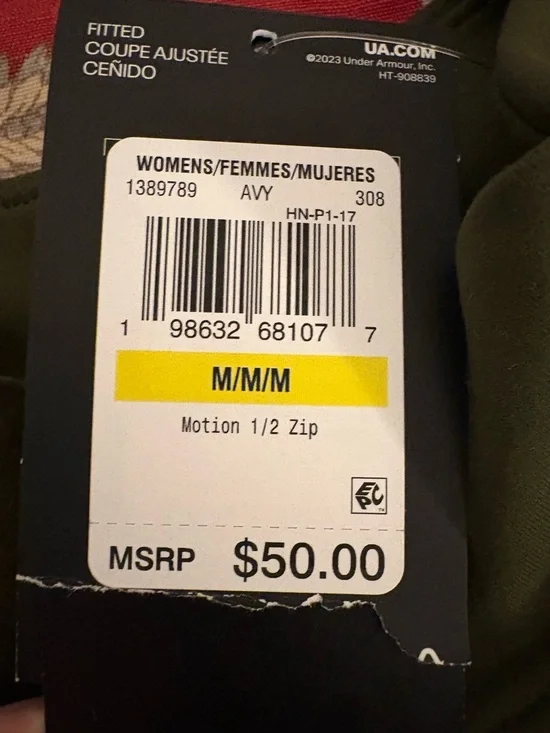 FITTED
COUPE AJUSTÉE
CEÑIDO
UA.COM
©2023 Under Armour, Inc.
HT-908839
WOMENS/FEMMES/MUJERES
1389789 AVY 308
HN-P1-17
1 98632 68107 7
M/M/M
Motion 1/2 Zip
EPC
MSRP $50.00